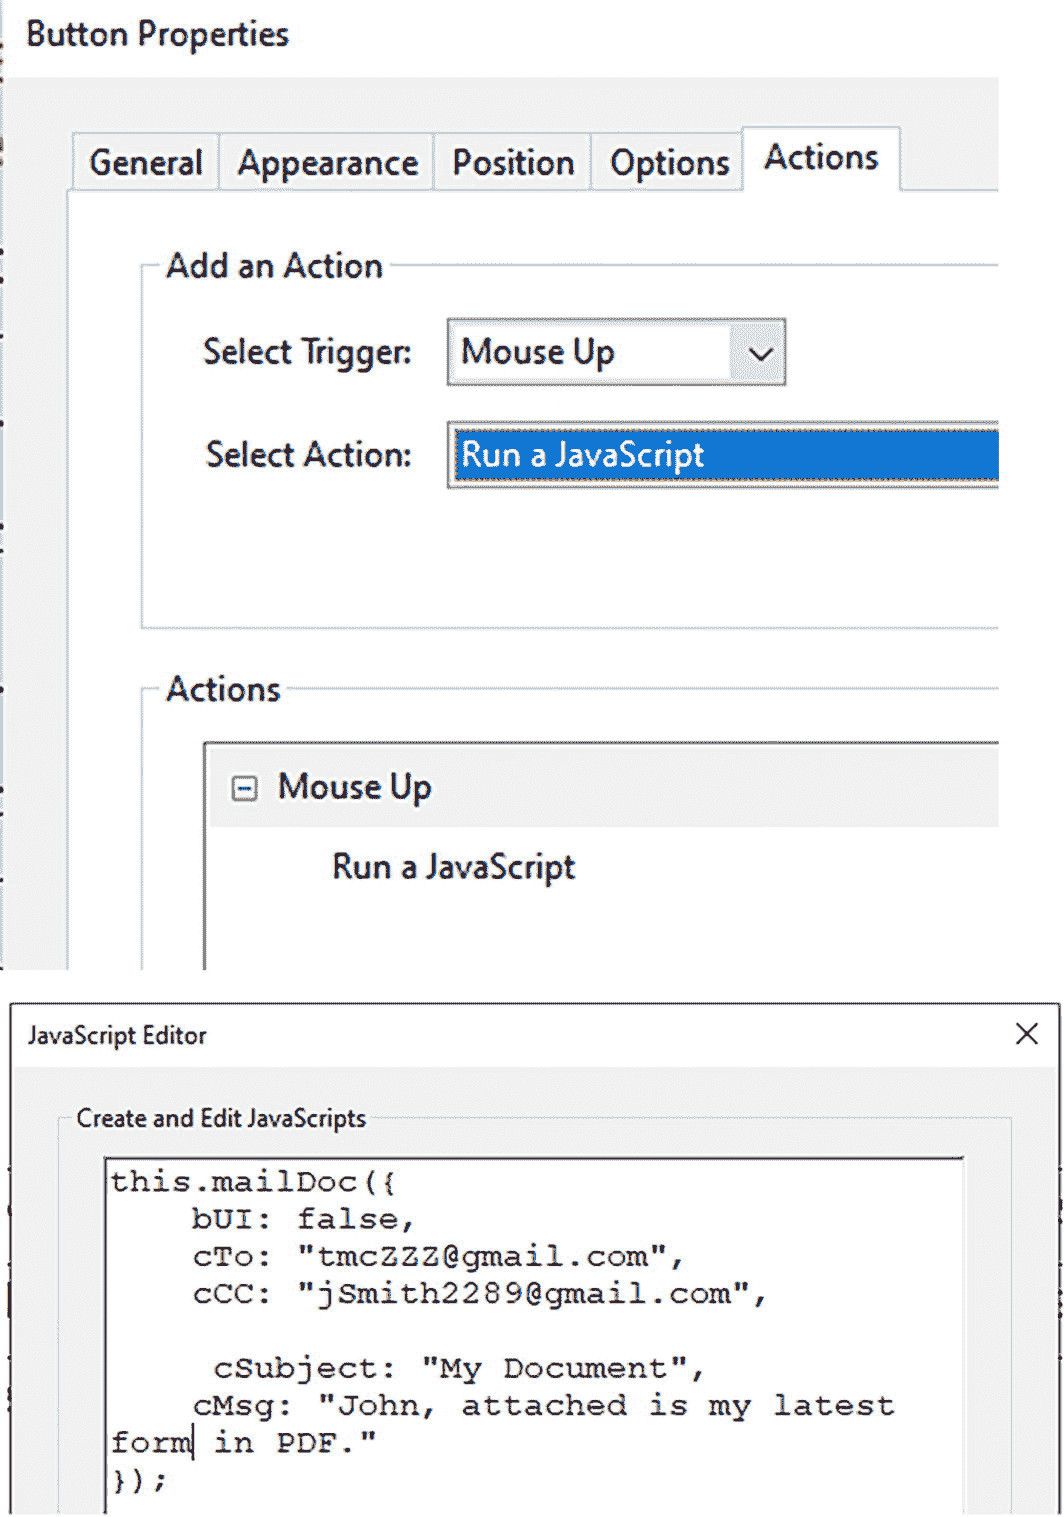 Button Properties
General Appearance Position Options Actions
Add an Action
Select Trigger: Mouse Up
Select Action: Run a JavaScript
Actions
Mouse Up
Run a JavaScript
JavaScript Editor
Create and Edit JavaScripts
this.mailDoc({
bUI: false,
cTo: "tmcZZZ@gmail.com",
cCC: "jSmith2289@gmail.com",
cSubject: "My Document",
cMsg: "John, attached is my latest
form in PDF."
});